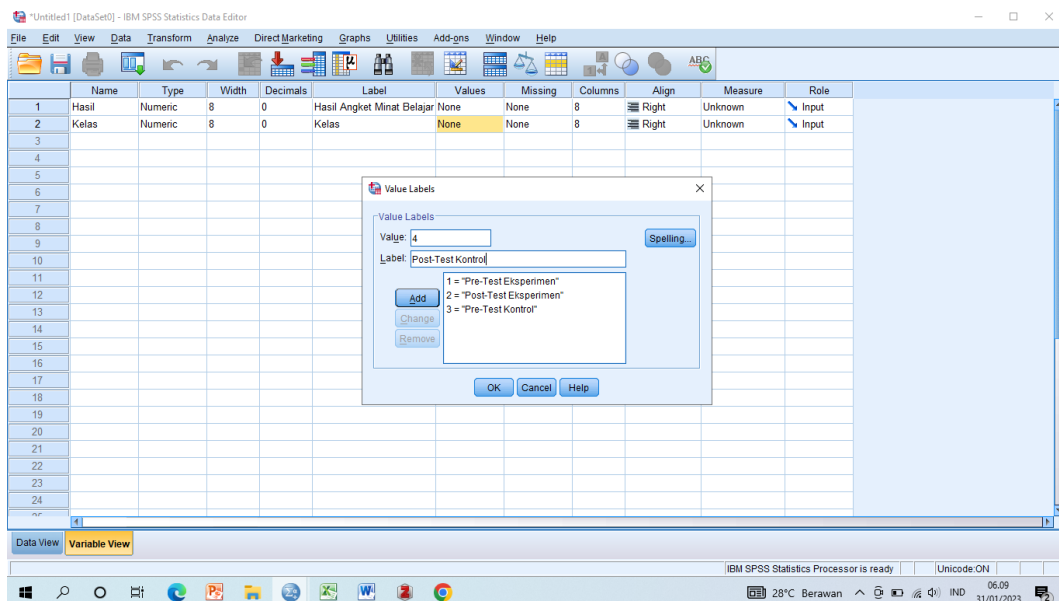 *Untitled1 [DataSet0] - IBM SPSS Statistics Data Editor
File Edit View Data Transform Analyze Direct Marketing Graphs Utilities Add-ons Window Help
Name Type Width Decimals Label Values Missing Columns Align Measure Role
1 Hasil Numeric 8 0 Hasil Angket Minat Belajar None None 8 Right Unknown Input
2 Kelas Numeric 8 0 Kelas None None 8 Right Unknown Input
3
4
5
6
7
8
9
10
11
12
13
14
15
16
17
18
19
20
21
22
23
24
Value Labels
Value Labels
Value: 4
Spelling...
Label: Post-Test Kontrol
1 = "Pre-Test Eksperimen"
Add 2 = "Post-Test Eksperimen"
3 = "Pre-Test Kontrol"
Change
Remove
OK Cancel Help
Data View Variable View
IBM SPSS Statistics Processor is ready Unicode:ON
28°C Berawan IND 06.09
31/01/2023